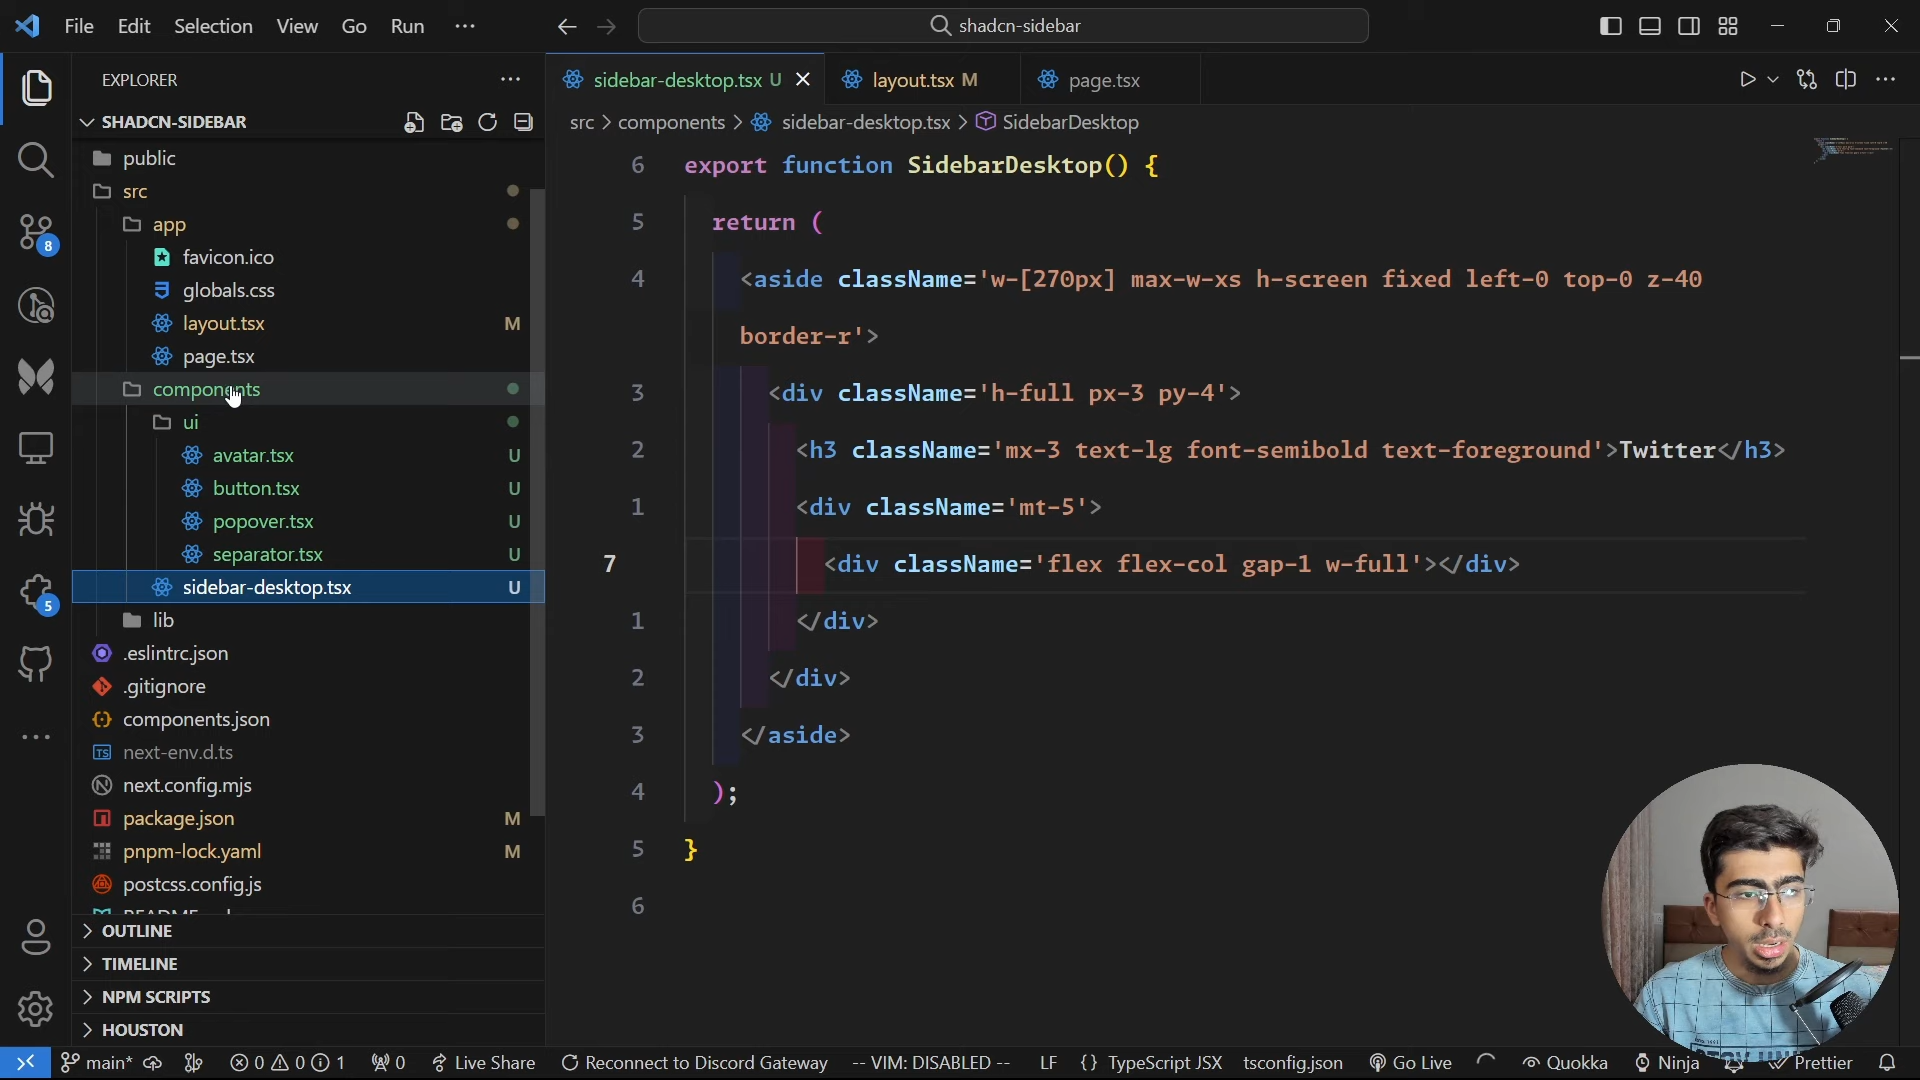 File Edit Selection View Go Run ···
shadcn-sidebar
EXPLORER
SHADCN-SIDEBAR
public
src
app
favicon.ico
globals.css
layout.tsx M
page.tsx
components
ui
avatar.tsx U
button.tsx U
popover.tsx U
separator.tsx U
sidebar-desktop.tsx U
lib
.eslintrc.json
.gitignore
components.json
next-env.d.ts
next.config.mjs
package.json M
pnpm-lock.yaml M
postcss.config.js
OUTLINE
TIMELINE
NPM SCRIPTS
HOUSTON
8
5
sidebar-desktop.tsx U
layout.tsx M
page.tsx
src > components > sidebar-desktop.tsx > SidebarDesktop
6 export function SidebarDesktop() {
5 return (
4 <aside className='w-[270px] max-w-xs h-screen fixed left-0 top-0 z-40
border-r'>
3 <div className='h-full px-3 py-4'>
2 <h3 className='mx-3 text-lg font-semibold text-foreground'>Twitter</h3>
1 <div className='mt-5'>
7 <div className='flex flex-col gap-1 w-full'></div>
1 </div>
2 </div>
3 </aside>
4 );
5 }
6
main* 0 0 1 0 Live Share Reconnect to Discord Gateway -- VIM: DISABLED -- LF {} TypeScript JSX tsconfig.json Go Live Quokka Ninja Prettier